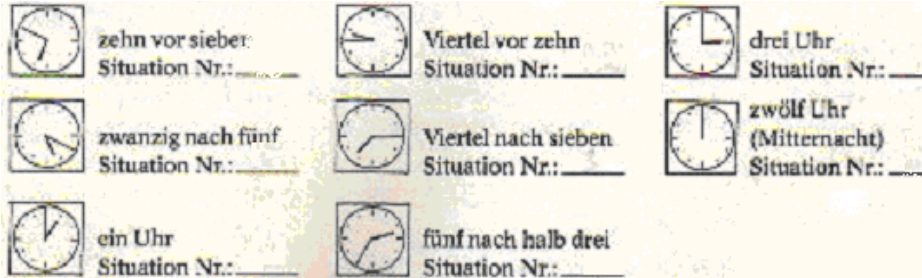 zehn vor sieben
Situation Nr.:
Viertel vor zehn
Situation Nr.:
drei Uhr
Situation Nr.:
zwanzig nach fünf
Situation Nr.:
Viertel nach sieben
Situation Nr.:
zwölf Uhr
(Mitternacht)
Situation Nr.:
ein Uhr
Situation Nr.:
fünf nach halb drei
Situation Nr.: